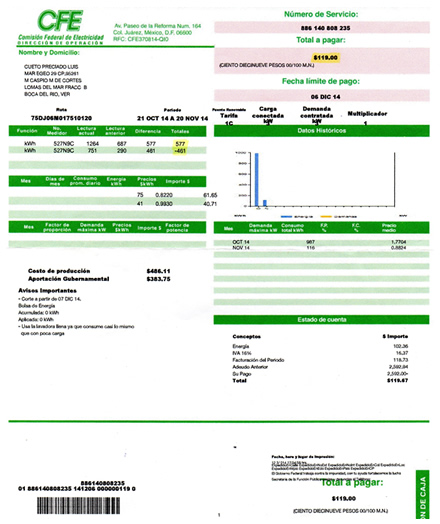 CFE
Comisión Federal de Electricidad
DIRECCIÓN DE OPERACIÓN
Av. Paseo de la Reforma Num. 164
Col. Juárez, México, D.F. 06600
RFC: CFE370814-QI0
Número de Servicio:
886 140 808 235
Total a pagar:
$119.00
(CIENTO DIECINUEVE PESOS 00/100 M.N.)
Fecha límite de pago:
06 DIC 14
Nombre y Domicilio:
CUETO PRECIADO LUIS
MAR EGEO 29 CP.
M CASPIO M DE CORTES
LOMAS DEL MAR FRACC B
BOCA DEL RIO, VER
Ruta Periodo
75DJ06N017510120 21 OCT 14 A 20 NOV 14
Tarifa Carga conectada kW Demanda contratada kW Multiplicador
1C 1
Función No. Medidor Lectura actual Lectura anterior Diferencia Totales
kWh 527N9C 1264 687 577 577
kWh 527N9C 751 290 461 -461
Datos Históricos
Mes Días de mes Consumo prom. diario Energía kWh Precios $kWh Importe $
75 0.8220 61.65
41 0.9930 40.71
Mes Factor de proporción Demanda máxima kW Precios $kW Importe $ Factor de potencia
Mes Demanda máxima kW Consumo total kWh F.P. % F.C. % Precio medio
OCT 14 987 1.7704
NOV 14 116 0.8824
Costo de producción $486.11
Aportación Gubernamental $383.75
Avisos Importantes
- Corte a partir de 07 DIC 14.
Bolsa de Energía
Acumulada: 0 kWh
Aplicada: 0 kWh
- Usa la lavadora llena ya que consume casi lo mismo
que con poca carga
Estado de cuenta
Conceptos $ Importe
Energía 102.36
IVA 16% 16.37
Facturación del Periodo 118.73
Adeudo Anterior 2,592.94
Su Pago 2,592.00-
Total $119.67
886140808235
01 886140808235 141206 000000119 0
Fecha, hora y lugar de impresión:
Total a pagar:
$119.00
(CIENTO DIECINUEVE PESOS 00/100 M.N.)
1
ÓN DE CAJA